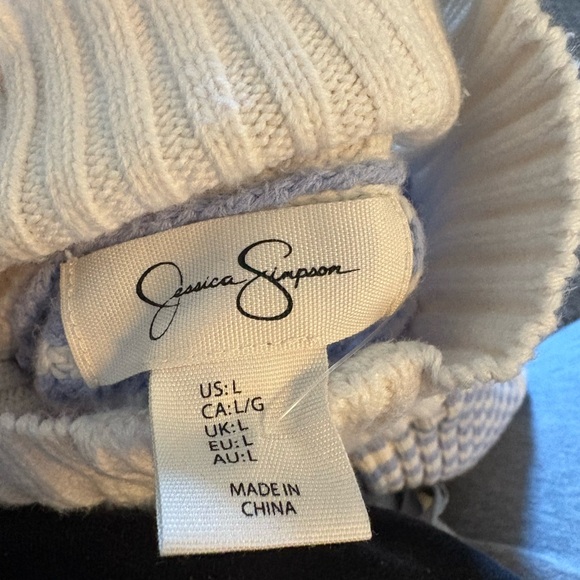 Jessica Simpson
US: L
CA: L/G
UK: L
EU: L
AU: L
MADE IN
CHINA